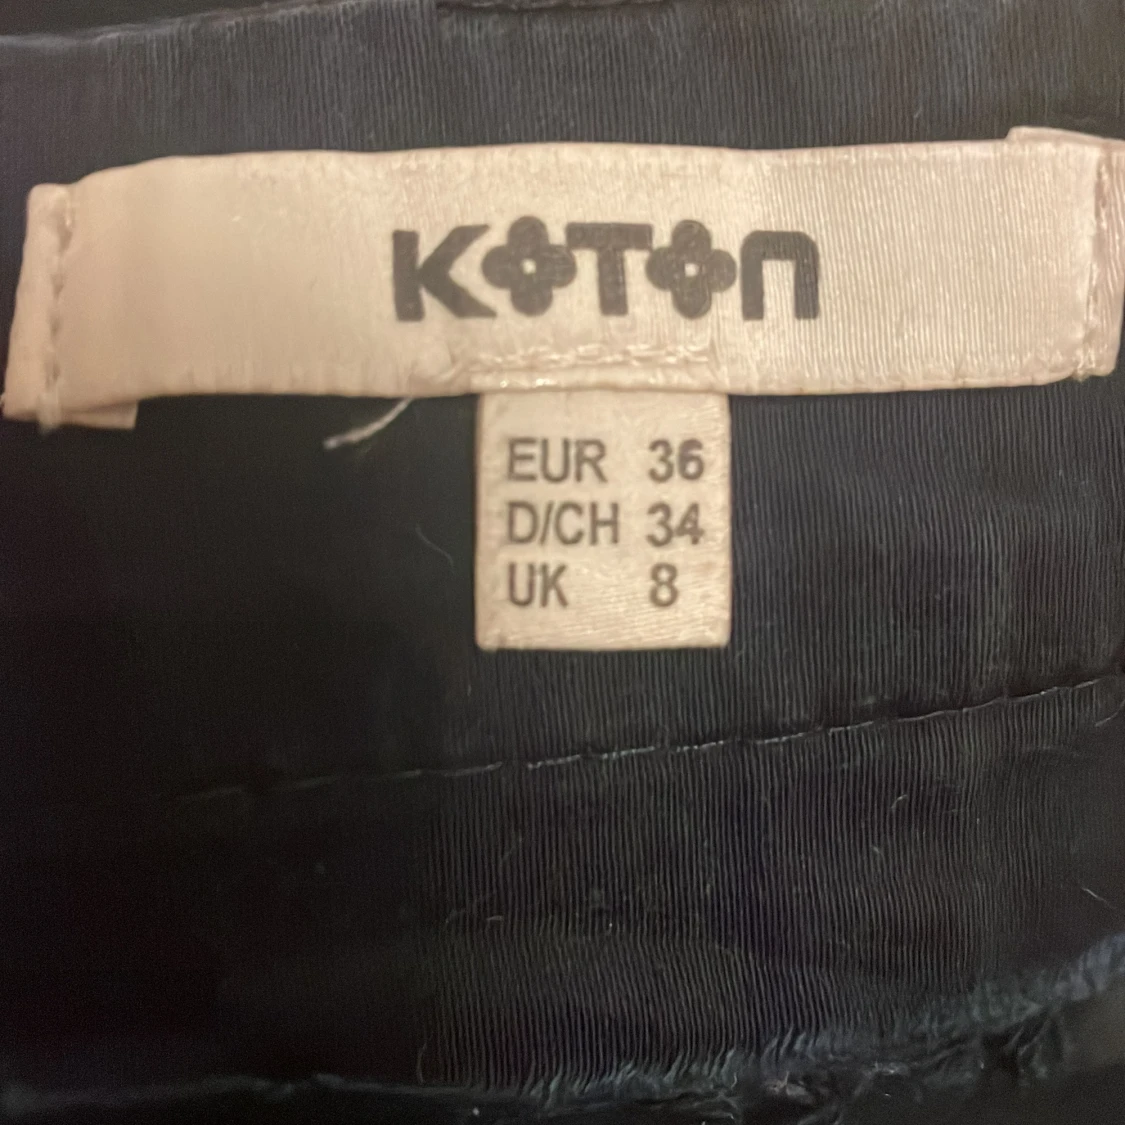 KOTON
EUR 36
D/CH 34
UK 8